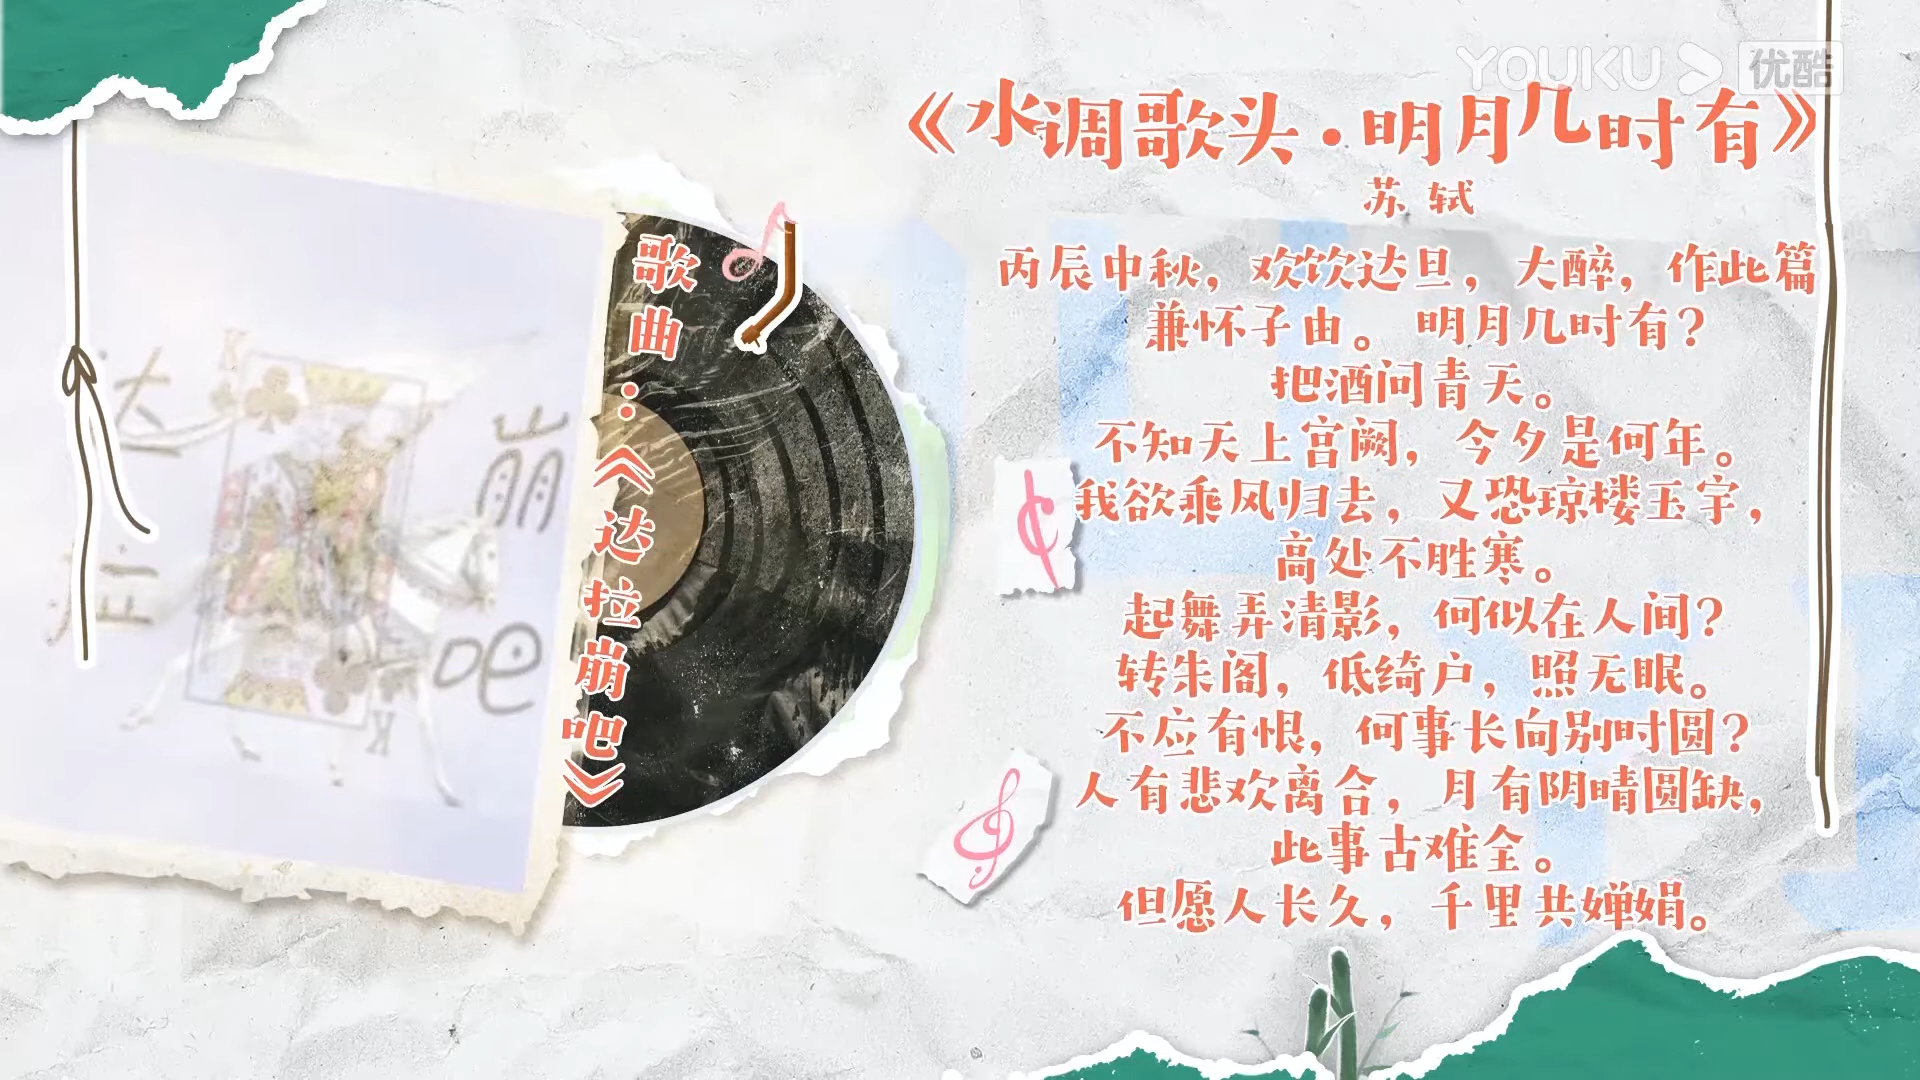 YOUKU 优酷
《水调歌头·明月几时有》
苏 轼
丙辰中秋，欢饮达旦，大醉，作此篇
兼怀子由。 明月几时有？
把酒问青天。
不知天上宫阙，今夕是何年。
我欲乘风归去，又恐琼楼玉宇，
高处不胜寒。
起舞弄清影，何似在人间？
转朱阁，低绮户，照无眠。
不应有恨，何事长向别时圆？
人有悲欢离合，月有阴晴圆缺，
此事古难全。
但愿人长久，千里共婵娟。
歌曲：《达拉崩吧》
达
崩
吧
K
K